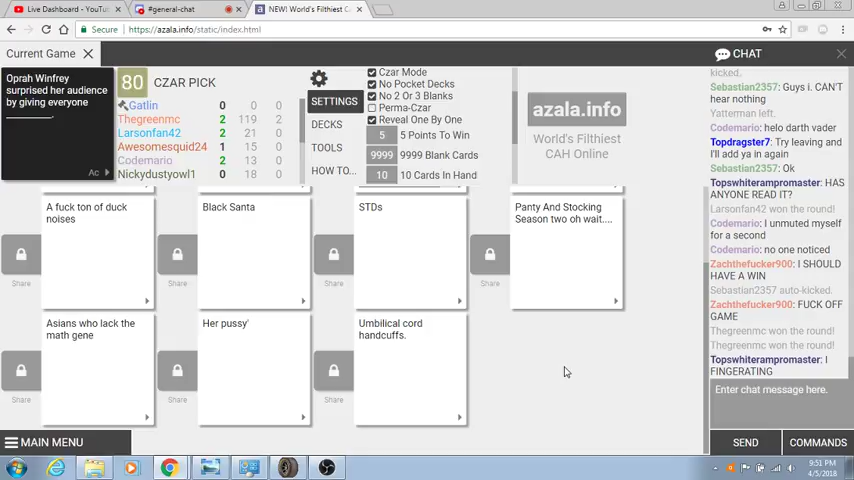 Live Dashboard - YouTube
#general-chat
NEW! World's Filthiest C
Secure
https://azala.info/static/index.html
Current Game
CHAT
Oprah Winfrey
surprised her audience
by giving everyone
________.
Ac
80 CZAR PICK
Gatlin 0 0 0
Thegreenmc 2 119 2
Larsonfan42 2 21 0
Awesomesquid24 1 15 0
Codemario 2 13 0
Nickydustyowl1 0 18 0
SETTINGS
DECKS
TOOLS
HOW TO...
Czar Mode
No Pocket Decks
No 2 Or 3 Blanks
Perma-Czar
Reveal One By One
5 5 Points To Win
9999 9999 Blank Cards
10 10 Cards In Hand
azala.info
World's Filthiest
CAH Online
A fuck ton of duck
noises
Black Santa
STDs
Panty And Stocking
Season two oh wait....
Share
Share
Share
Share
Asians who lack the
math gene
Her pussy'
Umbilical cord
handcuffs.
Share
Share
Share
kicked.
Sebastian2357: Guys i. CAN'T
hear nothing
Yatterman left.
Codemario: helo darth vader
Topdragster7: Try leaving and
I'll add ya in again
Sebastian2357: Ok
Topswhiterampromaster: HAS
ANYONE READ IT?
Larsonfan42 won the round!
Codemario: I unmuted myself
for a second
Codemario: no one noticed
Zachthefucker900: I SHOULD
HAVE A WIN
Sebastian2357 auto-kicked.
Zachthefucker900: FUCK OFF
GAME
Thegreenmc won the round!
Thegreenmc won the round!
Topswhiterampromaster: I
FINGERATING
Enter chat message here.
MAIN MENU
SEND
COMMANDS
9:51 PM
4/5/2018